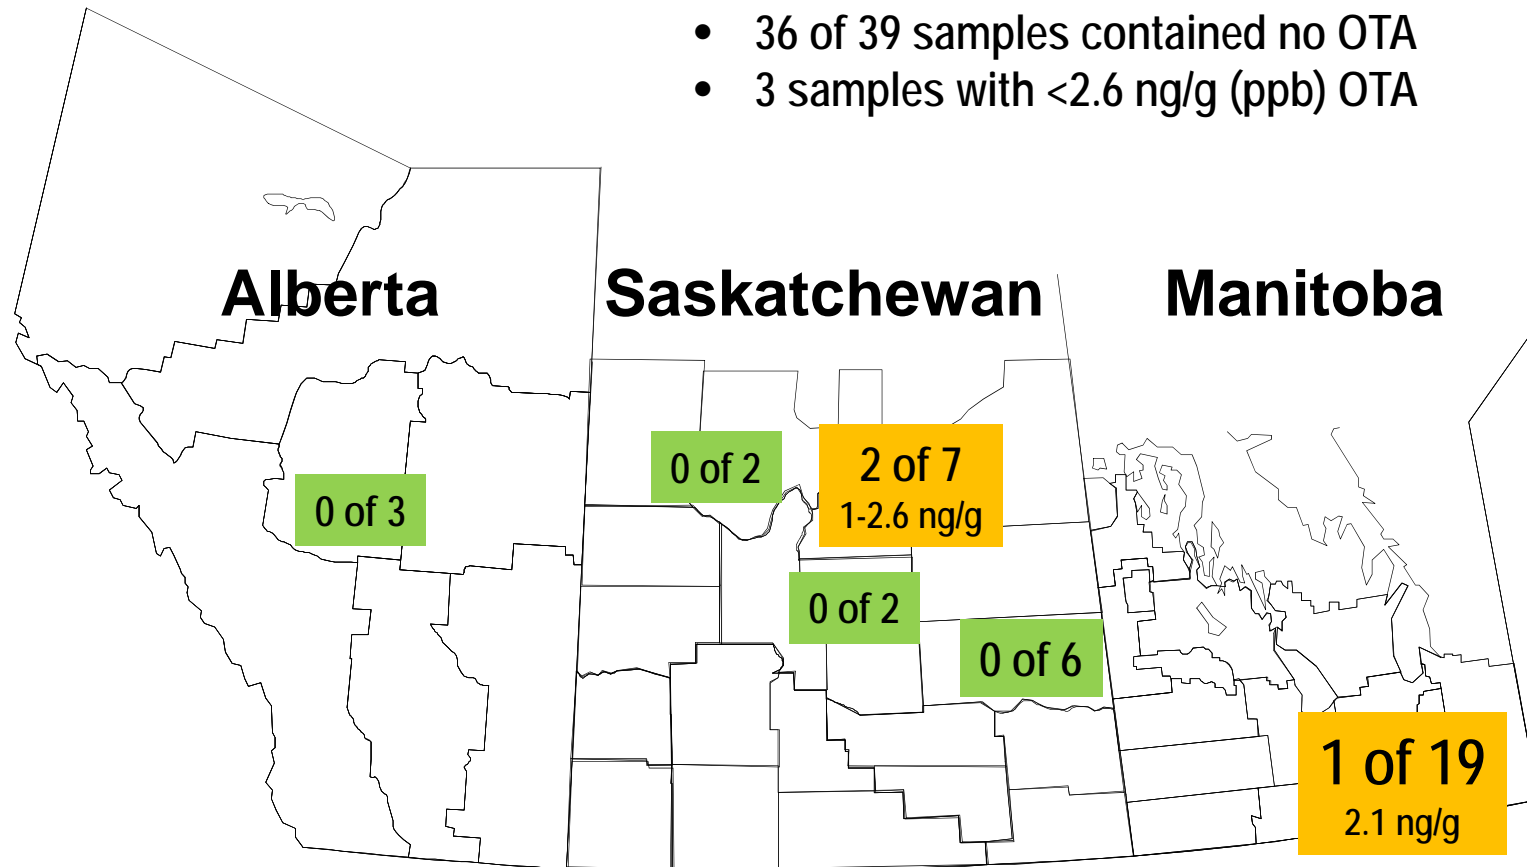 • 36 of 39 samples contained no OTA
• 3 samples with <2.6 ng/g (ppb) OTA
Alberta
Saskatchewan
Manitoba
0 of 3
0 of 2
2 of 7
1-2.6 ng/g
0 of 2
0 of 6
1 of 19
2.1 ng/g